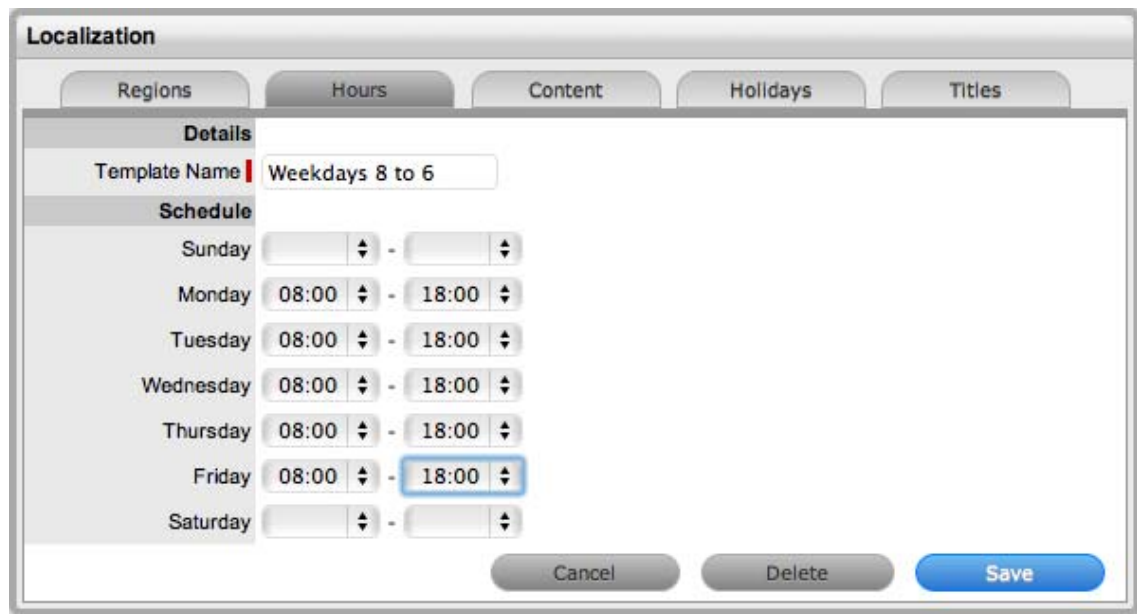 Localization
Regions Hours Content Holidays Titles
Details
Template Name Weekdays 8 to 6
Schedule
Sunday -
Monday 08:00 - 18:00
Tuesday 08:00 - 18:00
Wednesday 08:00 - 18:00
Thursday 08:00 - 18:00
Friday 08:00 - 18:00
Saturday -
Cancel Delete Save